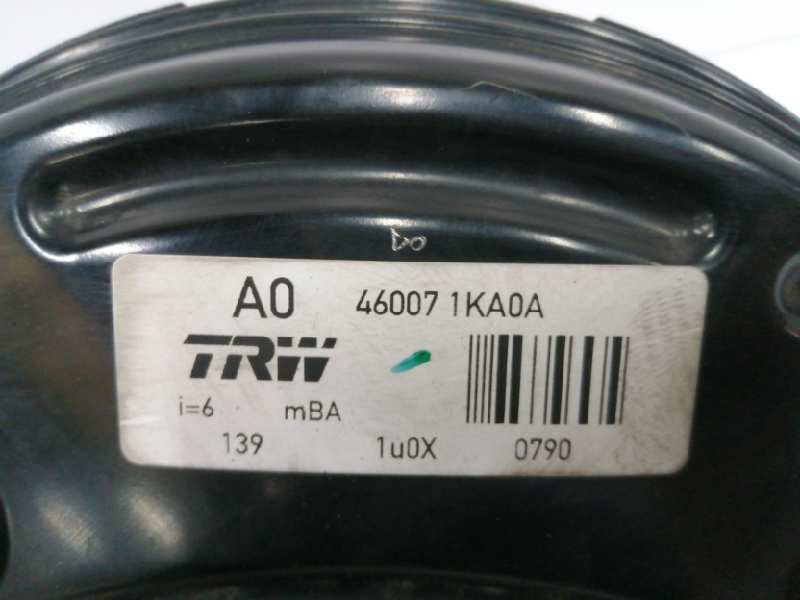 A0 46007 1KA0A
TRW
i=6 mBA
139 1u0X 0790